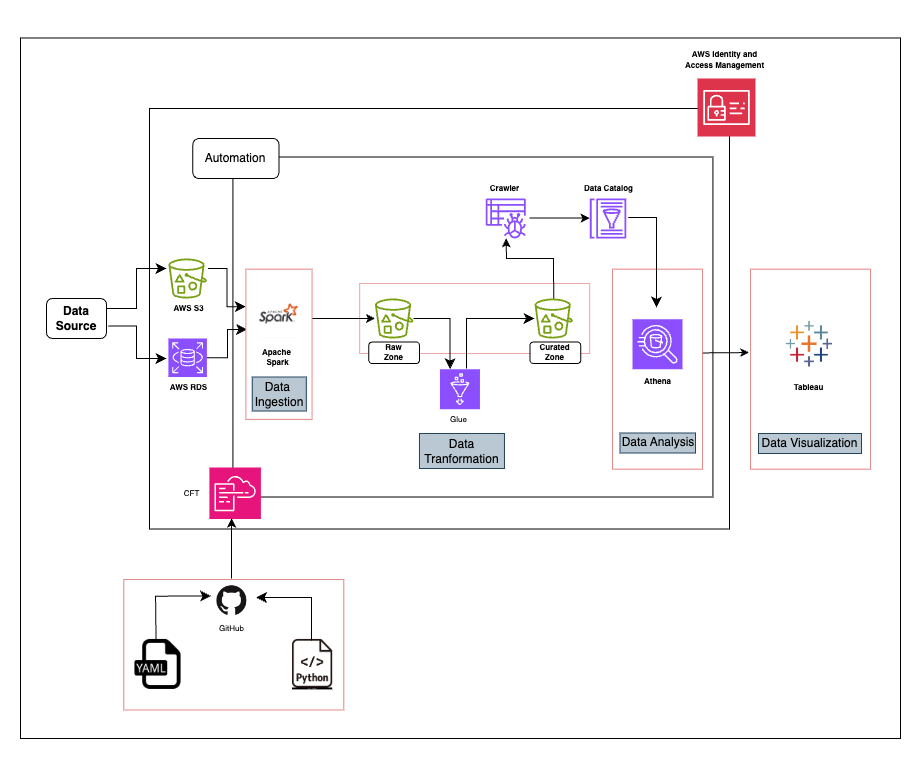 AWS Identity and
Access Management
Automation
Crawler
Data Catalog
Data
Source
AWS S3
AWS RDS
APACHE
Spark
Apache
Spark
Data
Ingestion
Raw
Zone
Curated
Zone
Glue
Data
Tranformation
Athena
Data Analysis
Tableau
Data Visualization
CFT
GitHub
YAML
</>
Python